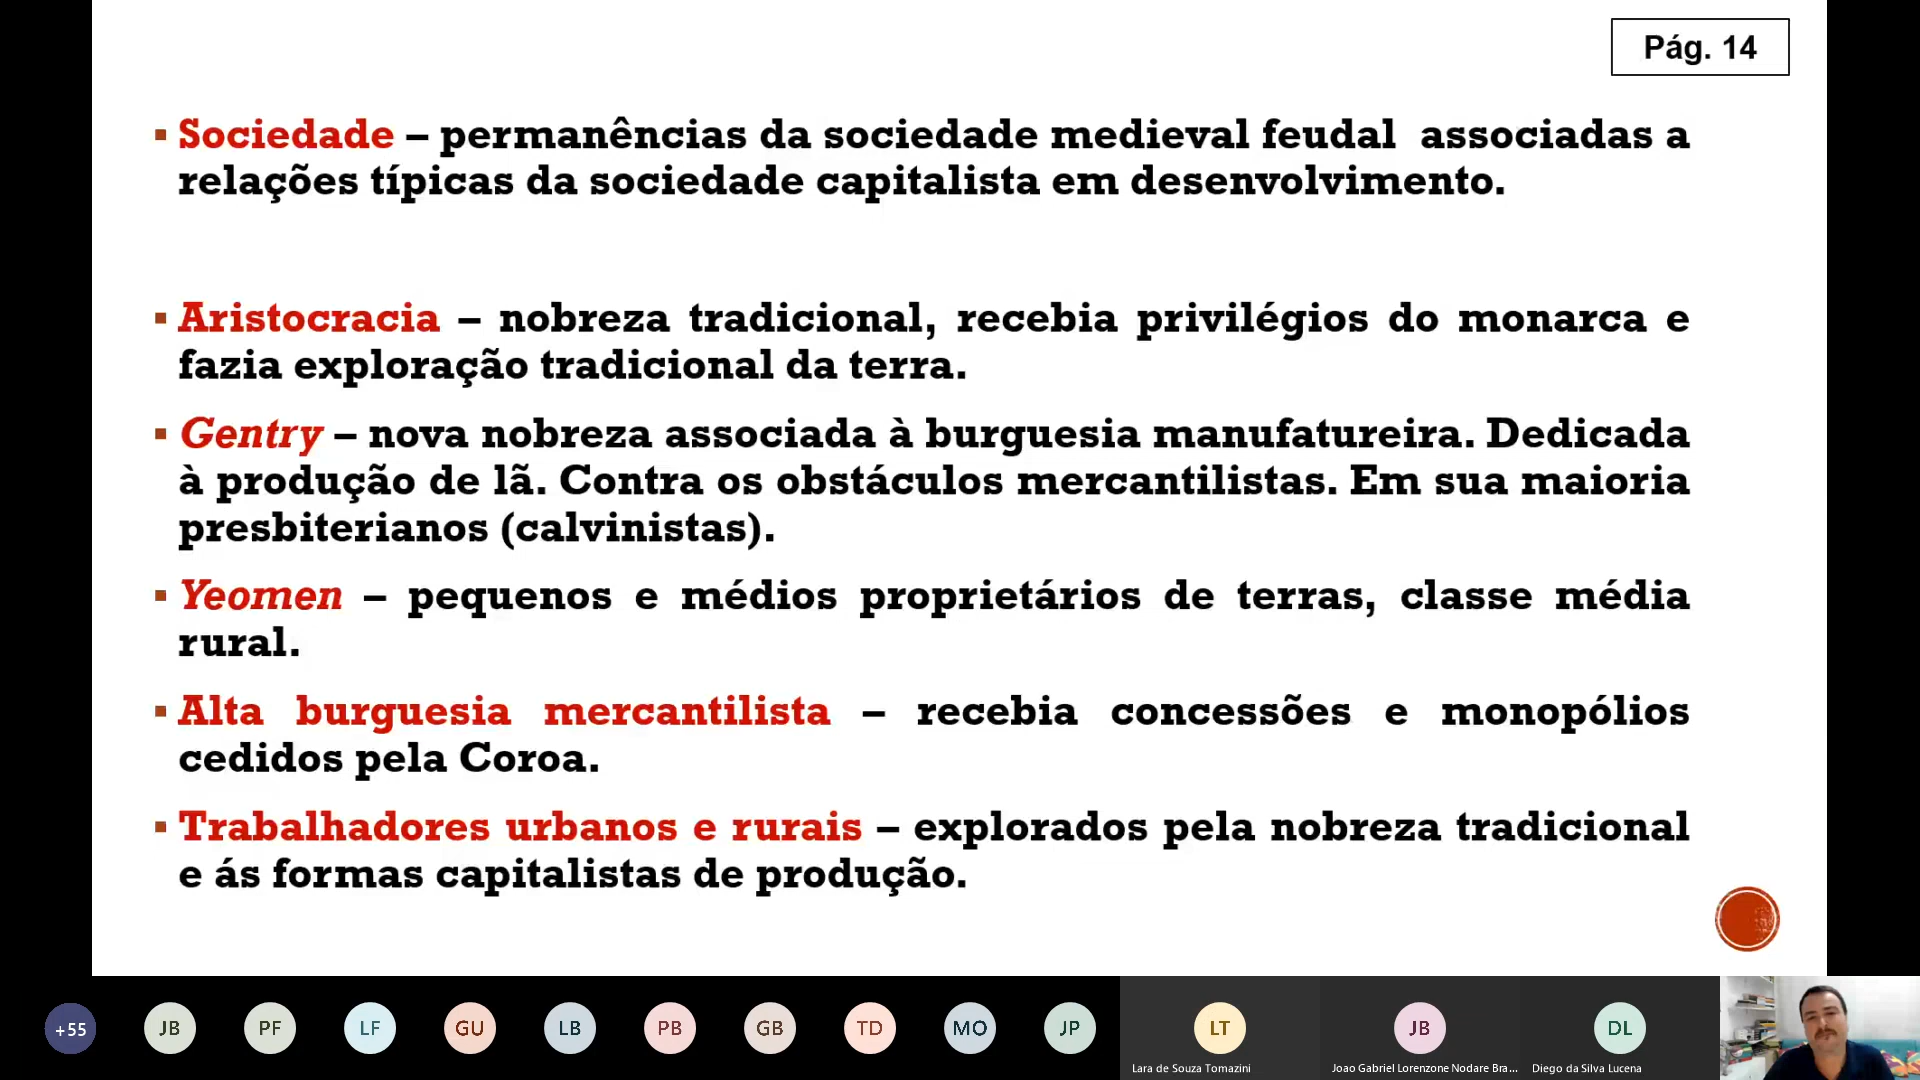 Pág. 14
Sociedade – permanências da sociedade medieval feudal associadas a
relações típicas da sociedade capitalista em desenvolvimento.
Aristocracia – nobreza tradicional, recebia privilégios do monarca e
fazia exploração tradicional da terra.
Gentry – nova nobreza associada à burguesia manufatureira. Dedicada
à produção de lã. Contra os obstáculos mercantilistas. Em sua maioria
presbiterianos (calvinistas).
Yeomen – pequenos e médios proprietários de terras, classe média
rural.
Alta burguesia mercantilista – recebia concessões e monopólios
cedidos pela Coroa.
Trabalhadores urbanos e rurais – explorados pela nobreza tradicional
e ás formas capitalistas de produção.
+55 JB PF LF GU LB PB GB TD MO JP LT JB DL
Lara de Souza Tomazini Joao Gabriel Lorenzone Nodare Bra... Diego da Silva Lucena